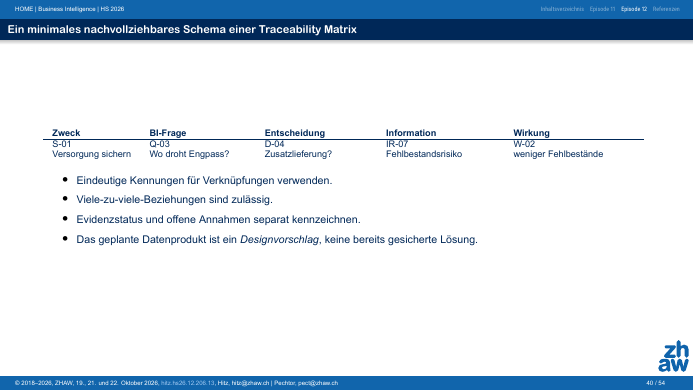 HOME | Business Intelligence | HS 2026
Inhaltsverzeichnis Episode 11 Episode 12 Referenzen
Ein minimales nachvollziehbares Schema einer Traceability Matrix
Zweck BI-Frage Entscheidung Information Wirkung
S-01 Q-03 D-04 IR-07 W-02
Versorgung sichern Wo droht Engpass? Zusatzlieferung? Fehlbestandsrisiko weniger Fehlbestände
• Eindeutige Kennungen für Verknüpfungen verwenden.
• Viele-zu-viele-Beziehungen sind zulässig.
• Evidenzstatus und offene Annahmen separat kennzeichnen.
• Das geplante Datenprodukt ist ein Designvorschlag, keine bereits gesicherte Lösung.
zh
aw
© 2018–2026, ZHAW, 19., 21. und 22. Oktober 2026, hitz.hs26.12.206.13, Hitz, hitz@zhaw.ch | Pechtor, pect@zhaw.ch
40 / 54